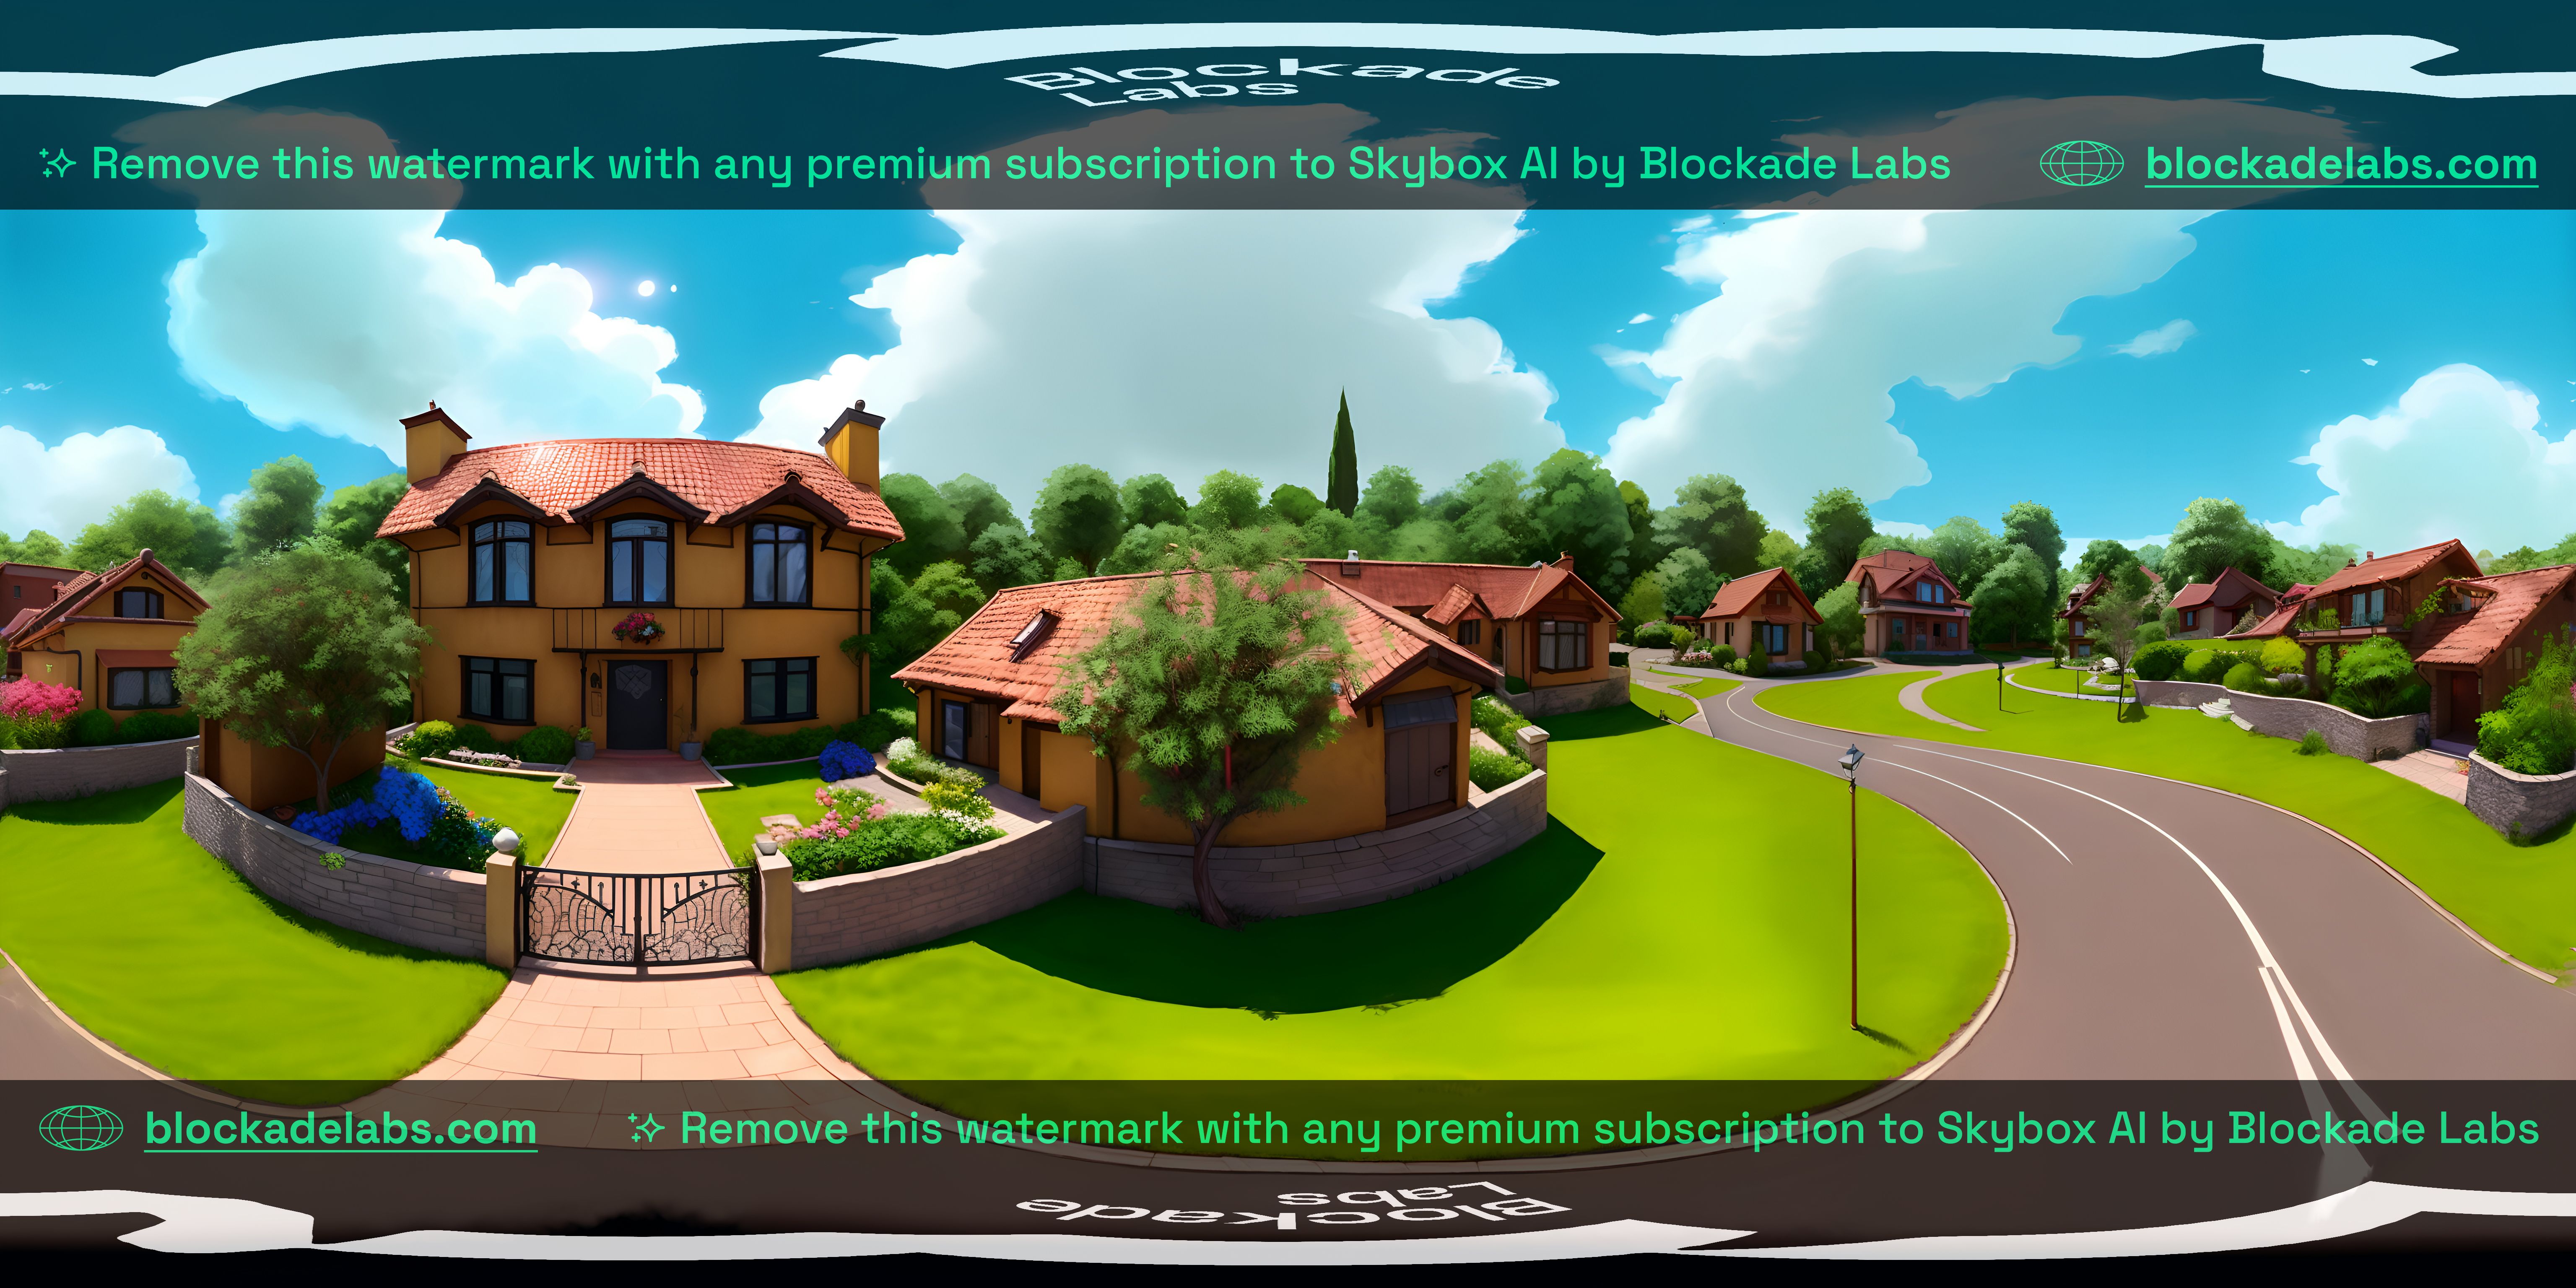 Blockade
Labs
Remove this watermark with any premium subscription to Skybox AI by Blockade Labs
blockadelabs.com
blockadelabs.com
Remove this watermark with any premium subscription to Skybox AI by Blockade Labs
Labs
Blockade